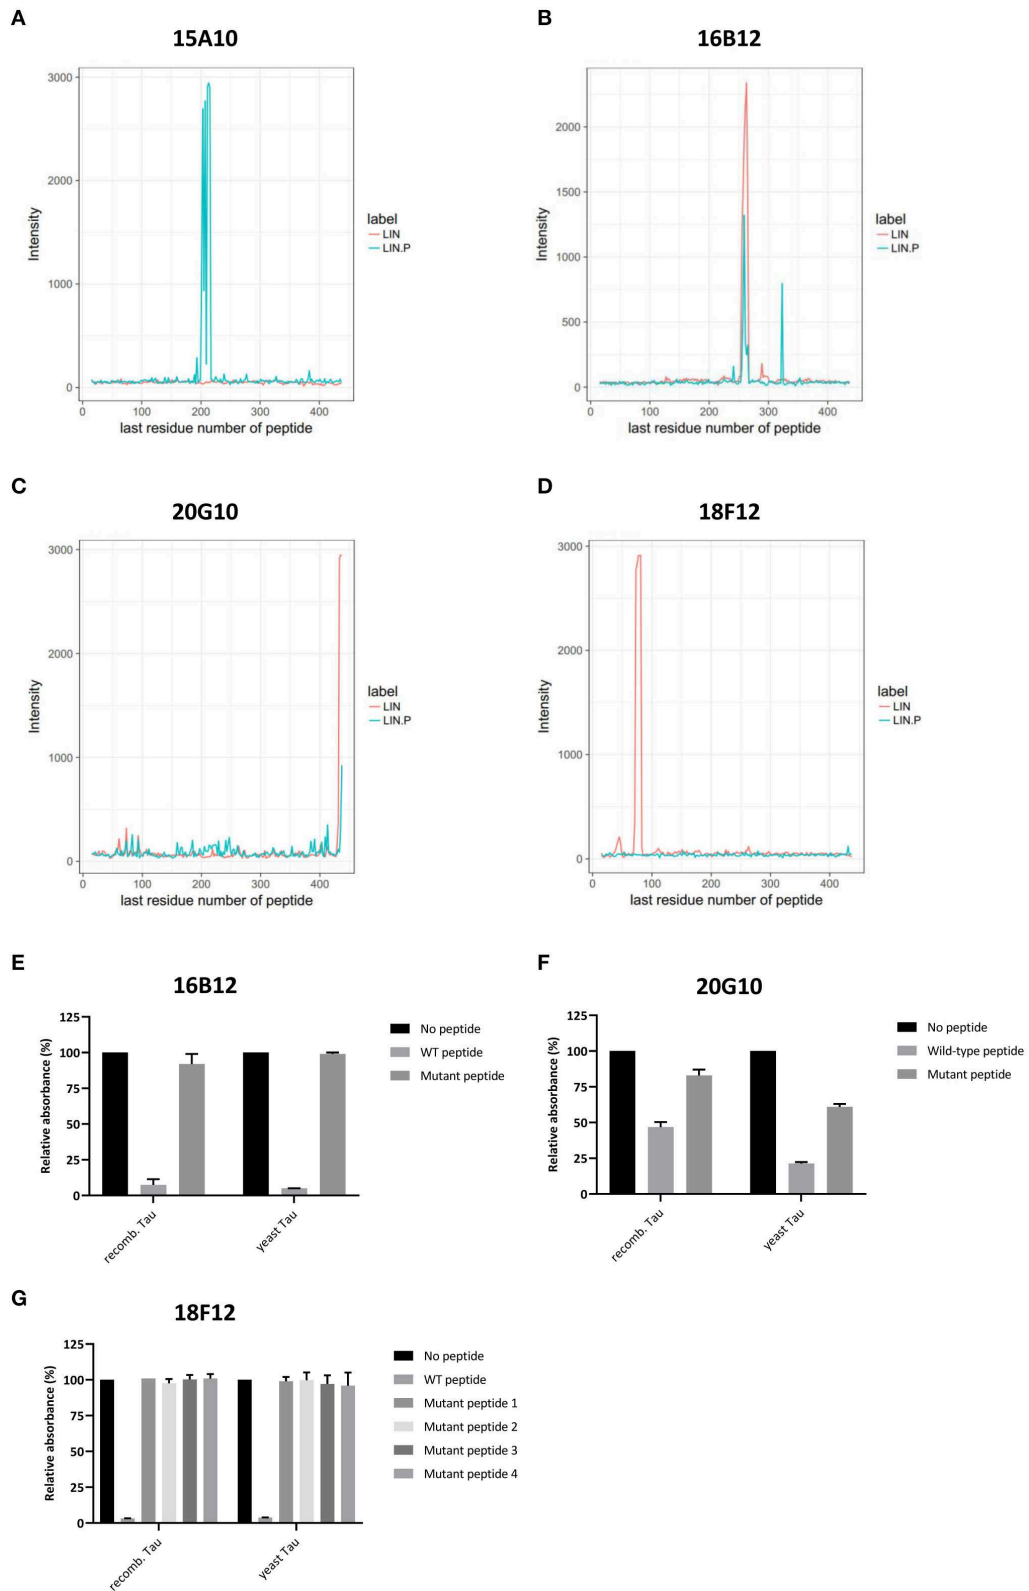 A
15A10
3000
2000
1000
0
Intensity
0 100 200 300 400
last residue number of peptide
label
LIN
LIN.P
B
16B12
2000
1500
1000
500
0
Intensity
0 100 200 300 400
last residue number of peptide
label
LIN
LIN.P
C
20G10
3000
2000
1000
0
Intensity
0 100 200 300 400
last residue number of peptide
label
LIN
LIN.P
D
18F12
3000
2000
1000
0
Intensity
0 100 200 300 400
last residue number of peptide
label
LIN
LIN.P
E
16B12
125
100
75
50
25
0
Relative absorbance (%)
recomb. Tau
yeast Tau
No peptide
WT peptide
Mutant peptide
F
20G10
125
100
75
50
25
0
Relative absorbance (%)
recomb. Tau
yeast Tau
No peptide
Wild-type peptide
Mutant peptide
G
18F12
125
100
75
50
25
0
Relative absorbance (%)
recomb. Tau
yeast Tau
No peptide
WT peptide
Mutant peptide 1
Mutant peptide 2
Mutant peptide 3
Mutant peptide 4